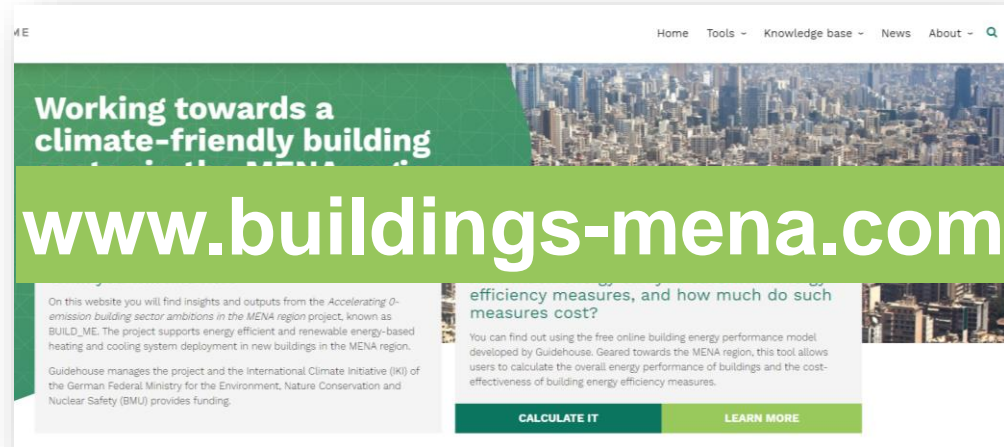 ME
Home Tools Knowledge base News About
Working towards a
climate-friendly building
www.buildings-mena.com
efficiency measures, and how much do such
measures cost?
On this website you will find insights and outputs from the Accelerating 0-
emission building sector ambitions in the MENA region project, known as
BUILD_ME. The project supports energy efficient and renewable energy-based
heating and cooling system deployment in new buildings in the MENA region.
Guidehouse manages the project and the International Climate Initiative (IKI) of
the German Federal Ministry for the Environment, Nature Conservation and
Nuclear Safety (BMU) provides funding.
You can find out using the free online building energy performance model
developed by Guidehouse. Geared towards the MENA region, this tool allows
users to calculate the overall energy performance of buildings and the cost-
effectiveness of building energy efficiency measures.
CALCULATE IT
LEARN MORE